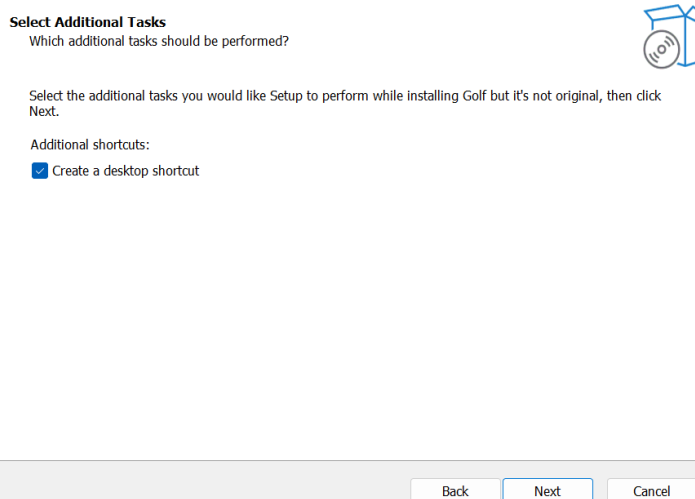 Select Additional Tasks
Which additional tasks should be performed?
Select the additional tasks you would like Setup to perform while installing Golf but it's not original, then click
Next.
Additional shortcuts:
Create a desktop shortcut
Back
Next
Cancel